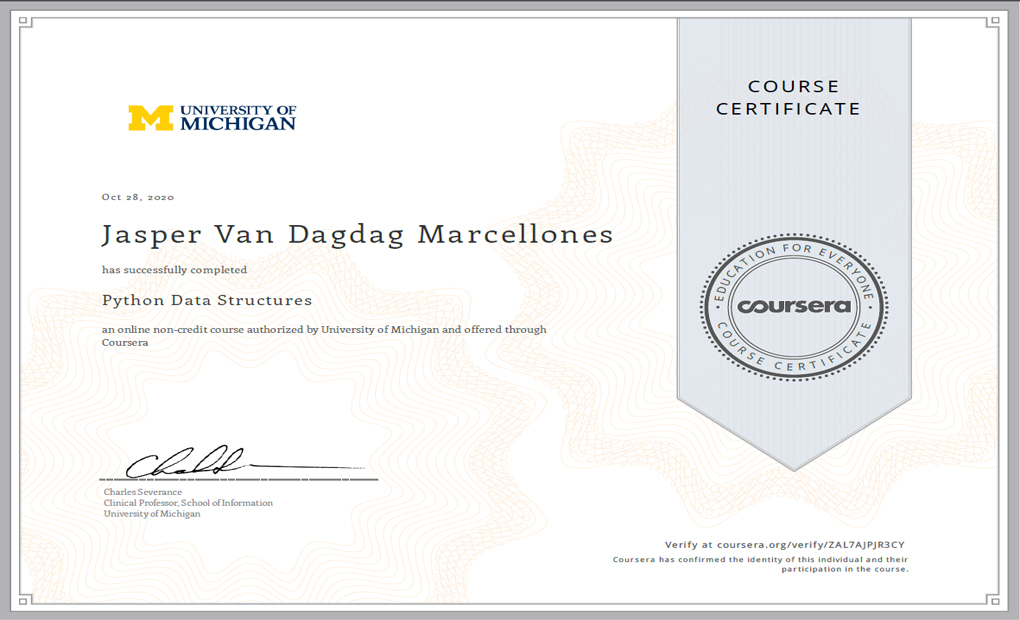 UNIVERSITY OF
MICHIGAN
COURSE
CERTIFICATE
Oct 28, 2020
Jasper Van Dagdag Marcellones
has successfully completed
Python Data Structures
an online non-credit course authorized by University of Michigan and offered through
Coursera
EDUCATION FOR EVERYONE
coursera
COURSE CERTIFICATE
Charles Severance
Clinical Professor, School of Information
University of Michigan
Verify at coursera.org/verify/ZAL7AJPJR3CY
Coursera has confirmed the identity of this individual and their
participation in the course.